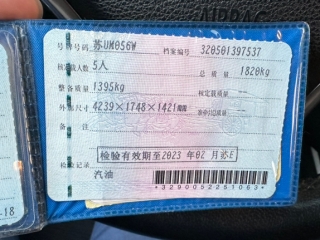 AIRBAG
号牌号码 苏UM056W 档案编号 320501397537
核定载人数 5人 总质量 1820kg
整备质量 1395kg 核定载质量 --
外廓尺寸 4239×1748×1421mm 准牵引总质量 --
备注
检验有效期至2023年02月苏E
检验记录
汽油
*3290052251063*
-18